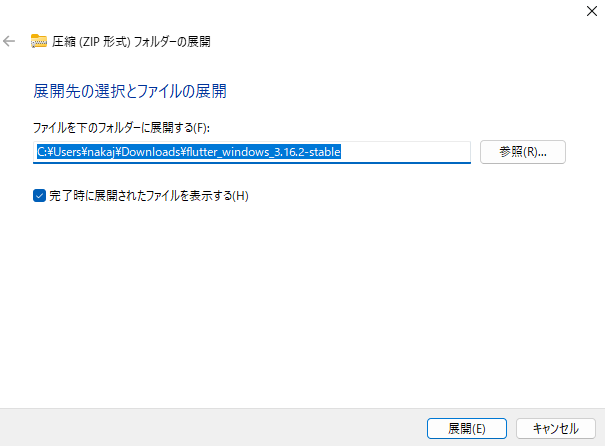 圧縮 (ZIP 形式) フォルダーの展開
展開先の選択とファイルの展開
ファイルを下のフォルダーに展開する(F):
C:¥Users¥nakaj¥Downloads¥flutter_windows_3.16.2-stable
参照(R)...
完了時に展開されたファイルを表示する(H)
展開(E)
キャンセル